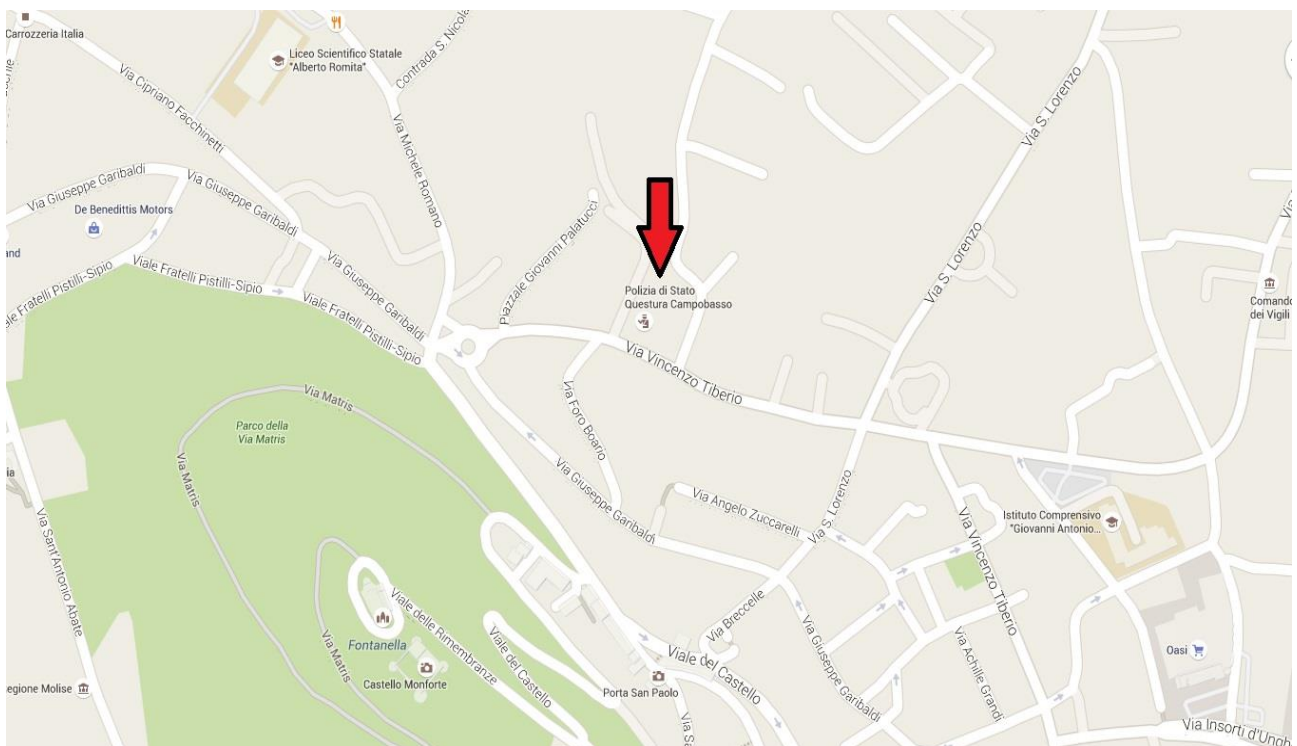 Carrozzeria Italia
Liceo Scientifico Statale
"Alberto Romita"
Contrada S. Nicola
Via Cipriano Facchinetti
Via Michele Romano
Via S. Lorenzo
Via Giuseppe Garibaldi
Via Giuseppe Garibaldi
De Benedittis Motors
Piazzale Giovanni Palatucci
Via S. Lorenzo
Viale Fratelli Pistilli-Sipio
Viale Fratelli Pistilli-Sipio
Via Giuseppe Garibaldi
Viale Fratelli Pistilli-Sipio
Polizia di Stato
Questura Campobasso
Comando
dei Vigili
Via Vincenzo Tiberio
Via Matris
Parco della
Via Matris
Via Foro Boario
Via Matris
Via Giuseppe Garibaldi
Via Angelo Zuccarelli
Via S. Lorenzo
Istituto Comprensivo
"Giovanni Antonio...
Via Vincenzo Tiberio
Via Sant'Antonio Abate
Viale delle Rimembranze
Via Matris
Fontanella
Castello Monforte
Viale del Castello
Via Breccelle
Viale del Castello
Porta San Paolo
Via Giuseppe Garibaldi
Via Achille Grandi
Oasi
egione Molise
Via Insorti d'Ungh